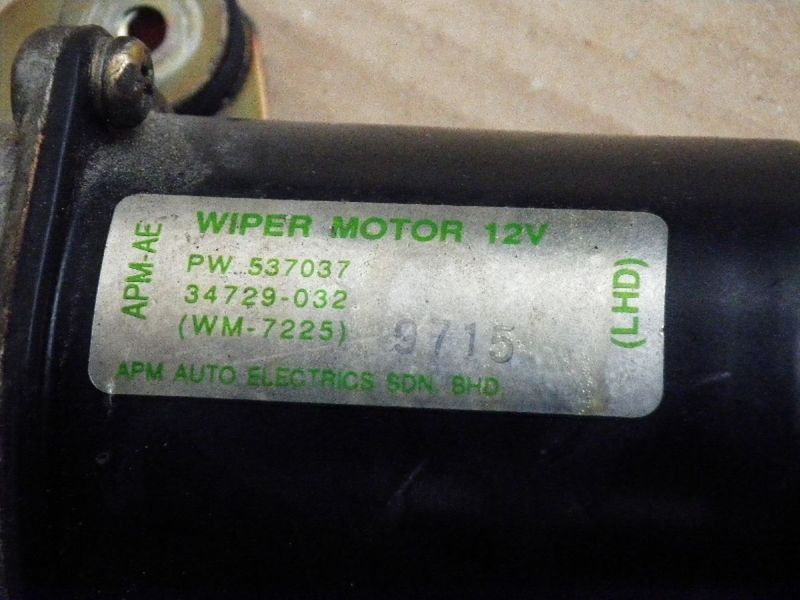 APM-AE
WIPER MOTOR 12V
PW 537037
34729-032
(WM-7225) 9715
APM AUTO ELECTRICS SDN. BHD.
(LHD)